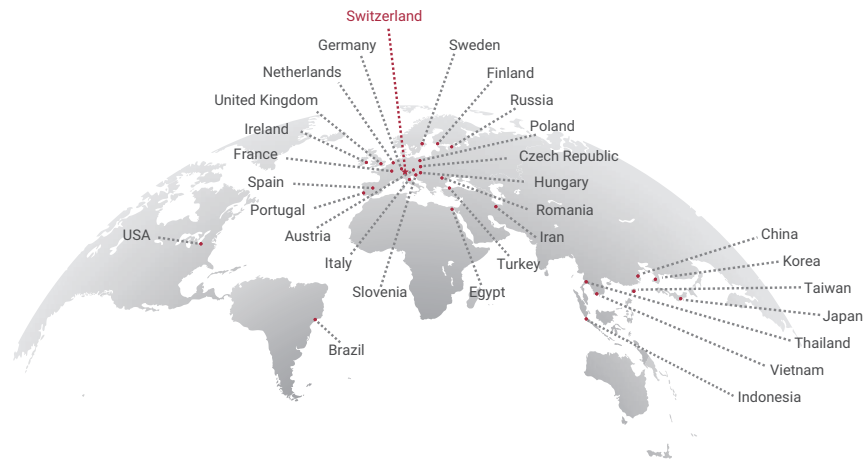 Switzerland
Germany
Sweden
Netherlands
Finland
United Kingdom
Russia
Ireland
Poland
France
Czech Republic
Spain
Hungary
Portugal
Romania
USA
Austria
Iran
China
Italy
Turkey
Korea
Slovenia
Egypt
Taiwan
Japan
Brazil
Thailand
Vietnam
Indonesia